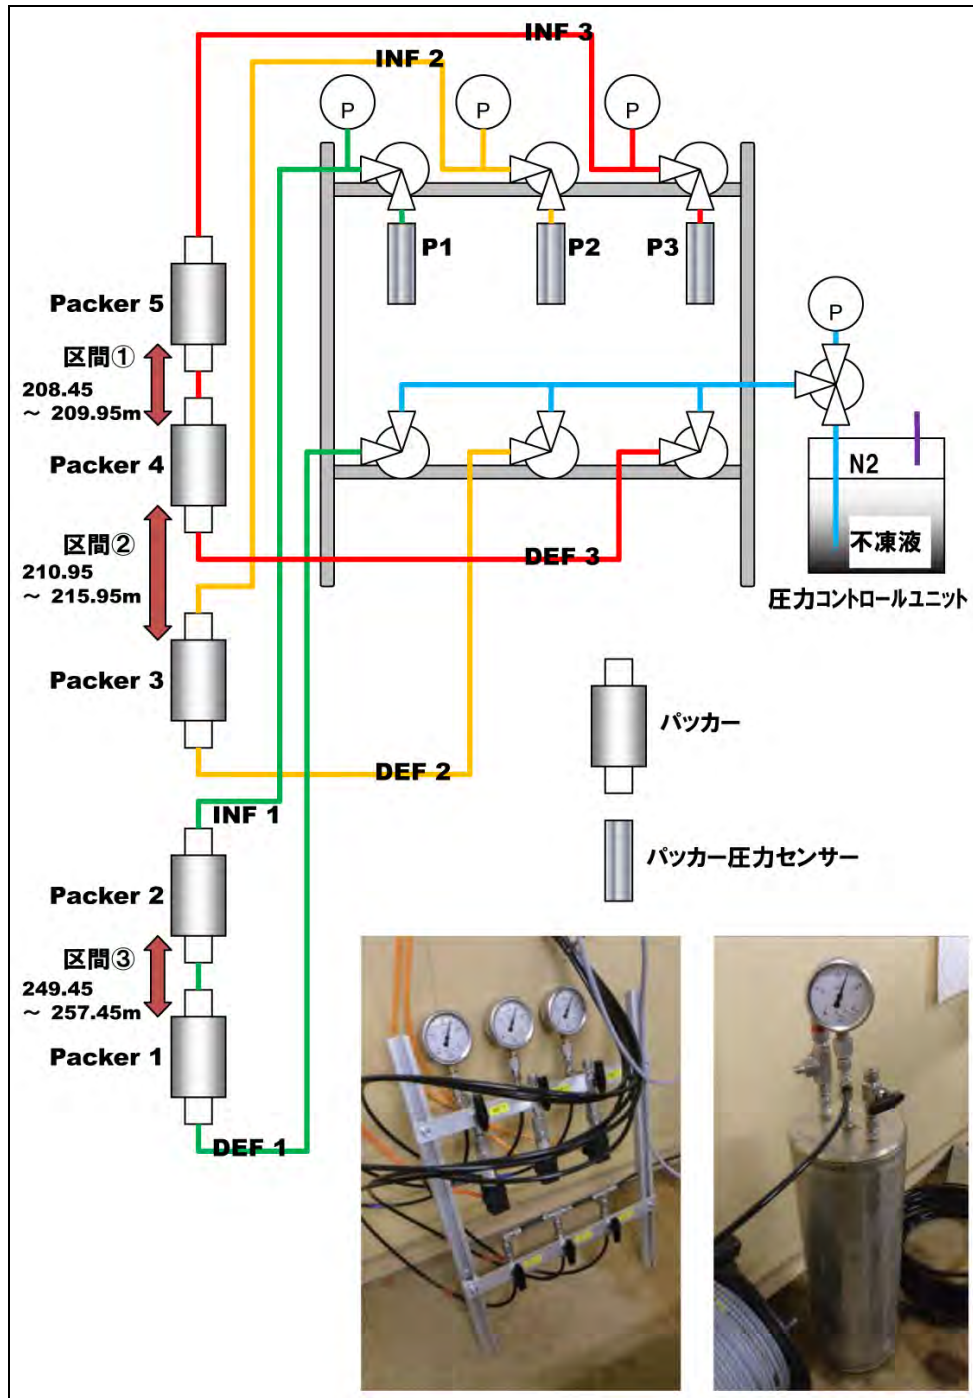 INF 3
INF 2
P
P
P
P1
P2
P3
Packer 5
区間①
208.45
～ 209.95m
P
Packer 4
N2
区間②
210.95
～ 215.95m
不凍液
DEF 3
圧力コントロールユニット
Packer 3
パッカー
DEF 2
INF 1
パッカー圧力センサー
Packer 2
区間③
249.45
～ 257.45m
Packer 1
DEF 1